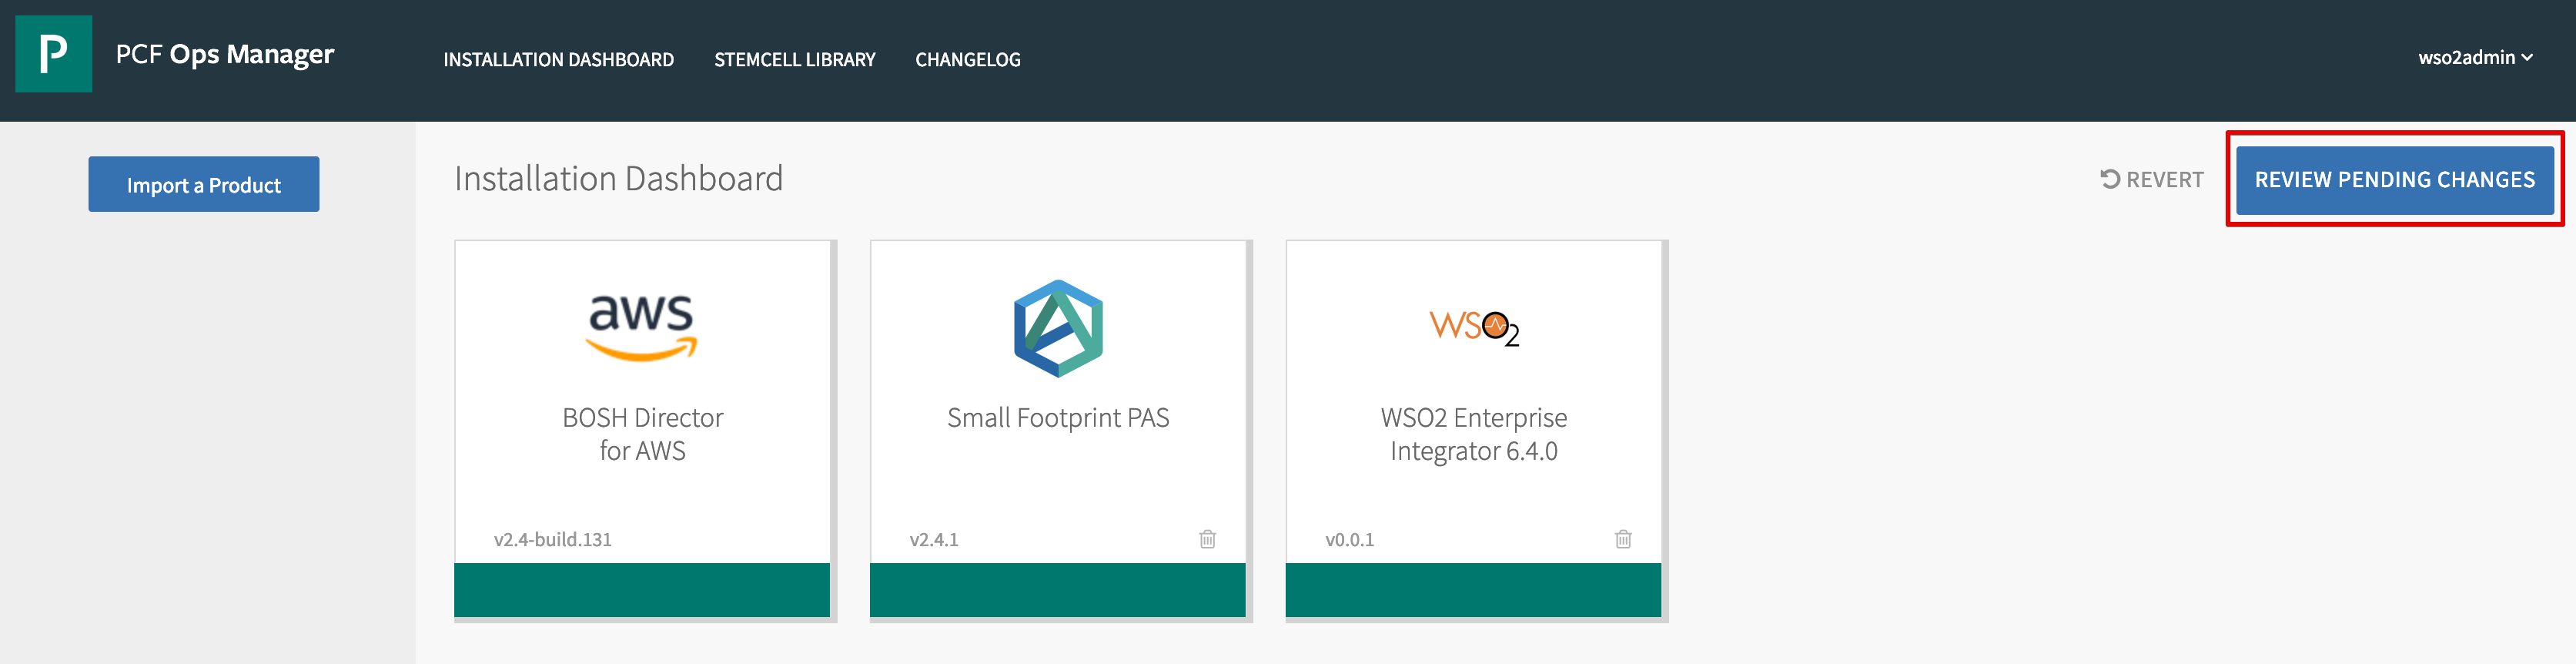 P
PCF Ops Manager
INSTALLATION DASHBOARD
STEMCELL LIBRARY
CHANGELOG
wso2admin
Import a Product
Installation Dashboard
REVERT
REVIEW PENDING CHANGES
aws
BOSH Director
for AWS
v2.4-build.131
Small Footprint PAS
v2.4.1
WSO2
WSO2 Enterprise
Integrator 6.4.0
v0.0.1